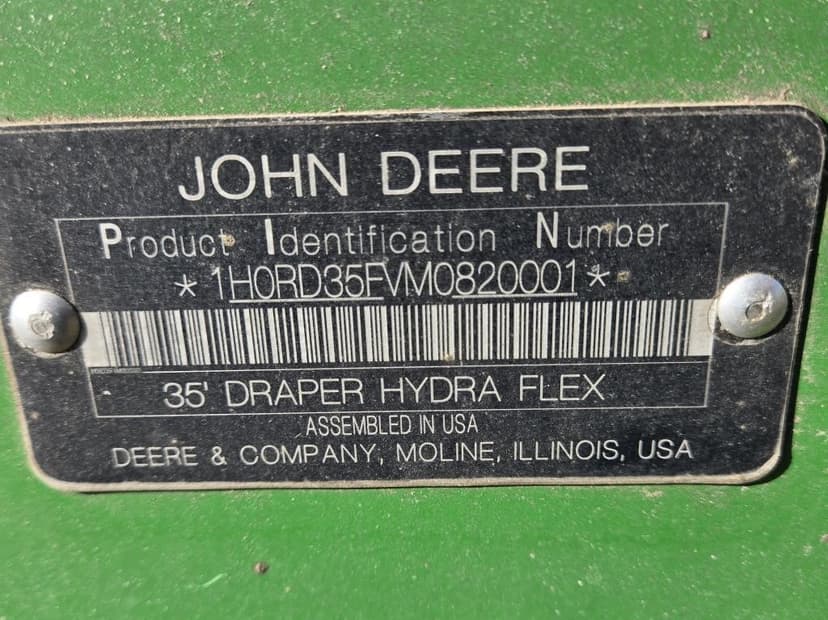 JOHN DEERE
Product Identification Number
*1H0RD35FVM0820001*
35' DRAPER HYDRA FLEX
ASSEMBLED IN USA
DEERE & COMPANY, MOLINE, ILLINOIS, USA